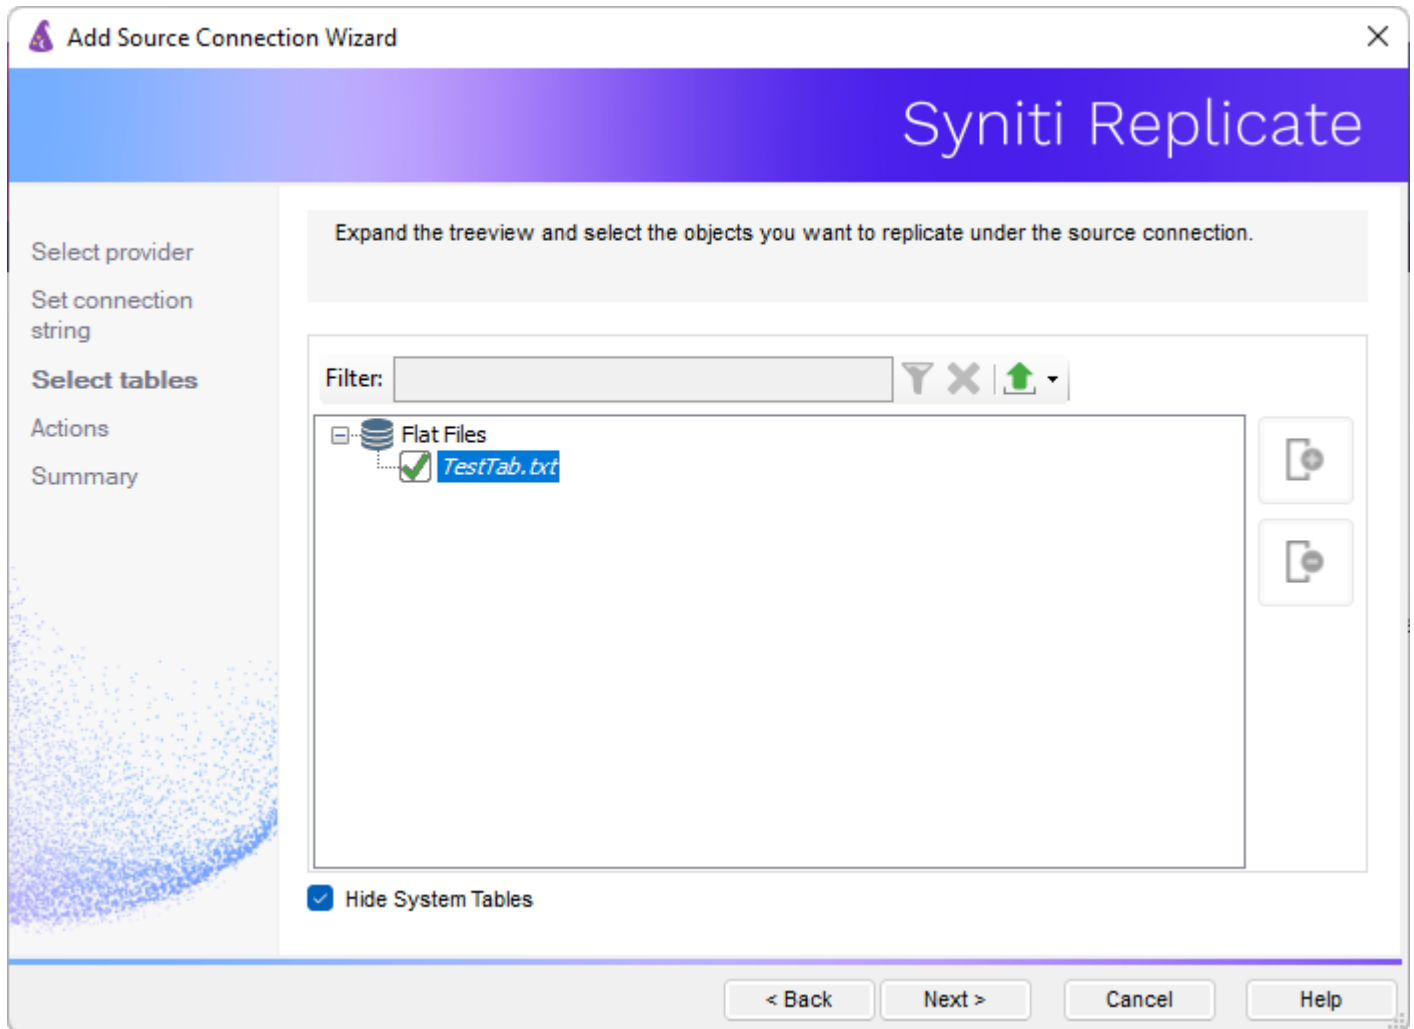 Add Source Connection Wizard
Syniti Replicate
Select provider
Set connection
string
Select tables
Actions
Summary
Expand the treeview and select the objects you want to replicate under the source connection.
Filter:
Flat Files
TestTab.txt
Hide System Tables
< Back
Next >
Cancel
Help